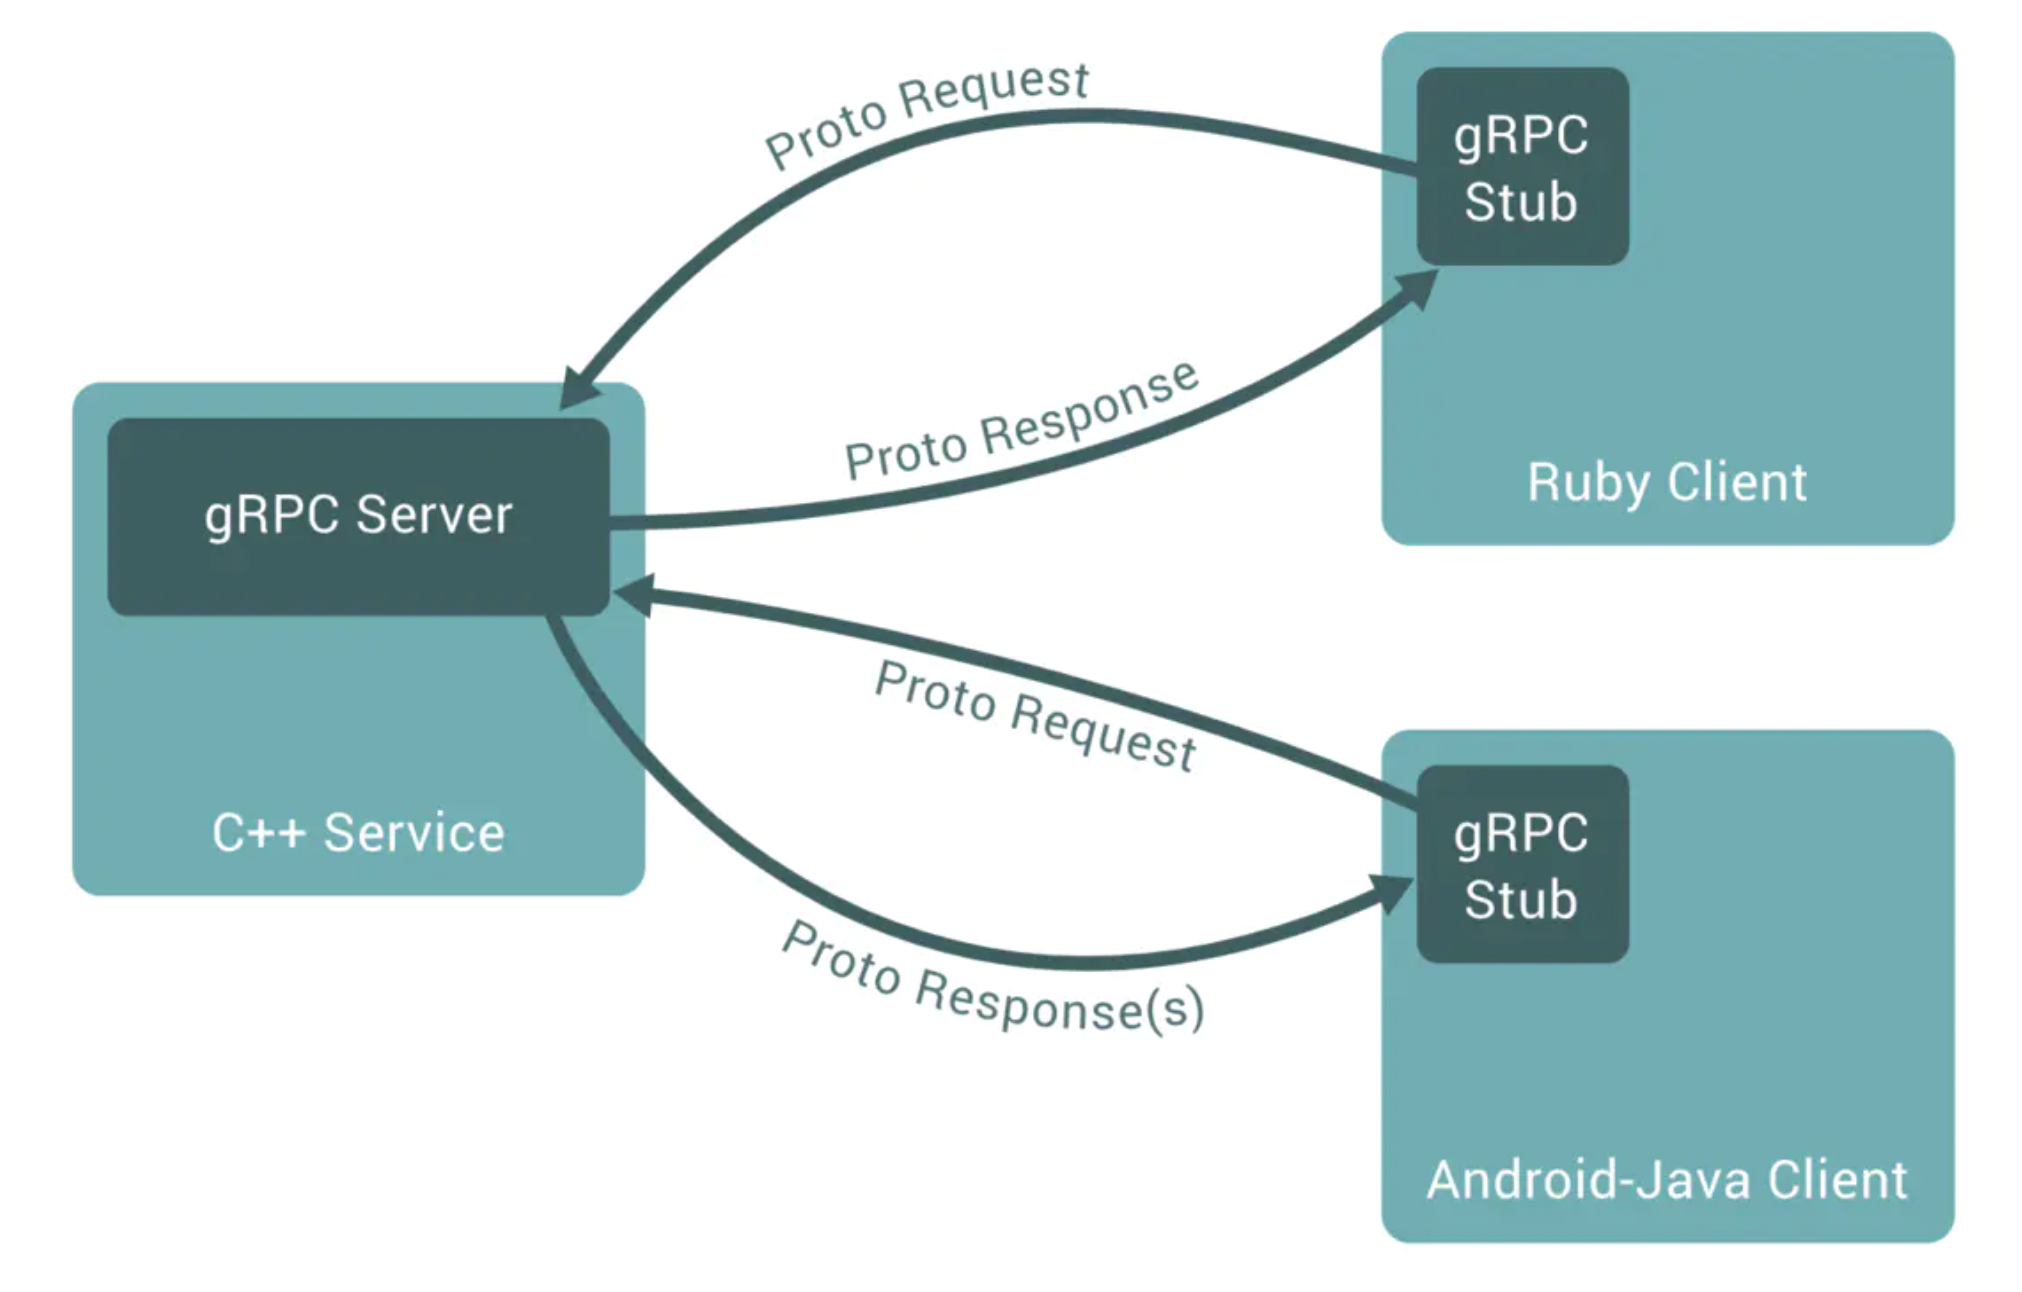 Proto Request
gRPC
Stub
Proto Response
Ruby Client
gRPC Server
C++ Service
Proto Request
gRPC
Stub
Proto Response(s)
Android-Java Client